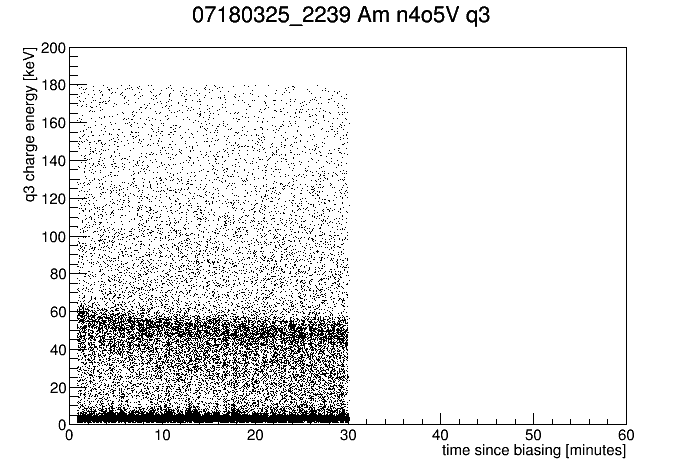 07180325_2239 Am n4o5V q3
q3 charge energy [keV]
200
180
160
140
120
100
80
60
40
20
0
0 10 20 30 40 50 60
time since biasing [minutes]